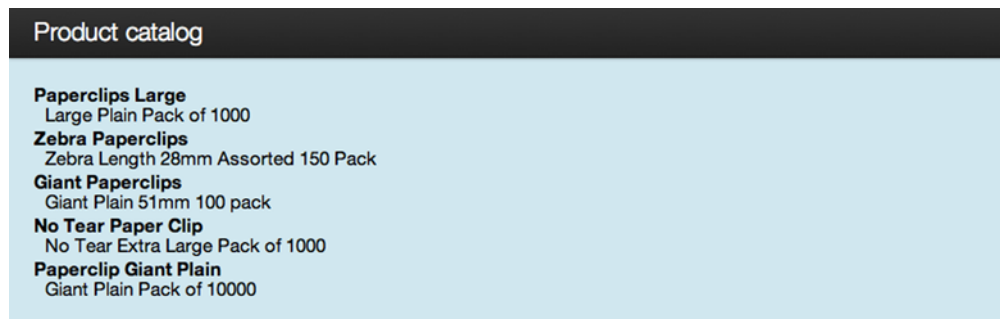 Product catalog
Paperclips Large
Large Plain Pack of 1000
Zebra Paperclips
Zebra Length 28mm Assorted 150 Pack
Giant Paperclips
Giant Plain 51mm 100 pack
No Tear Paper Clip
No Tear Extra Large Pack of 1000
Paperclip Giant Plain
Giant Plain Pack of 10000